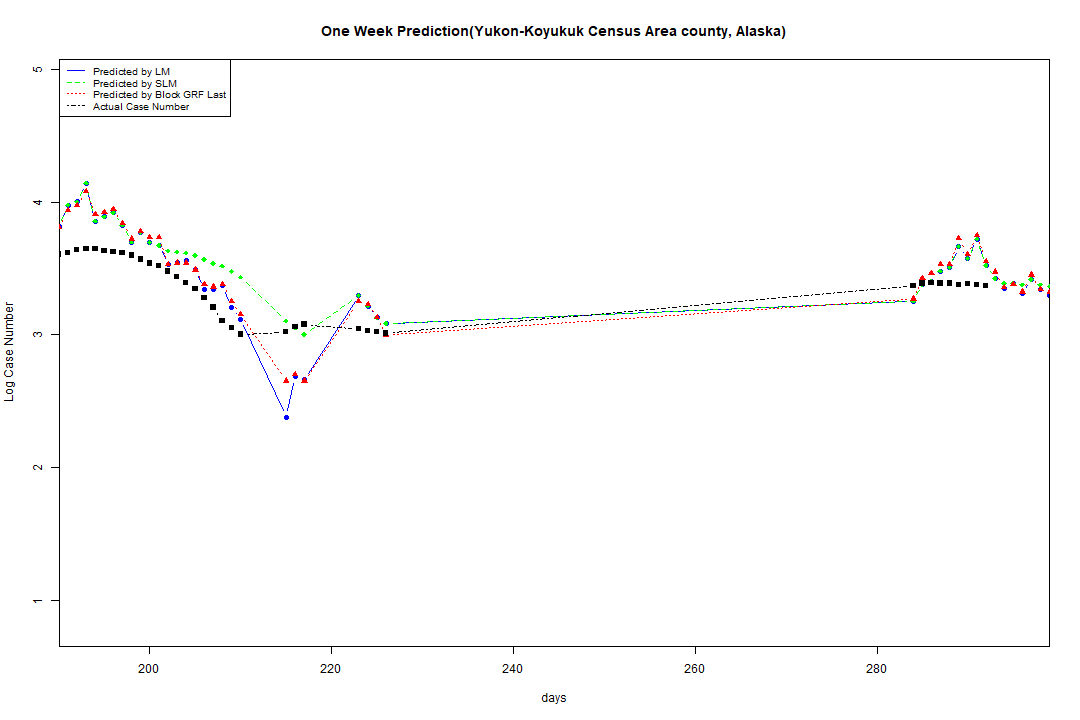 One Week Prediction(Yukon-Koyukuk Census Area county, Alaska)
Predicted by LM
Predicted by SLM
Predicted by Block GRF Last
Actual Case Number
5
4
3
2
1
Log Case Number
200
220
240
260
280
days